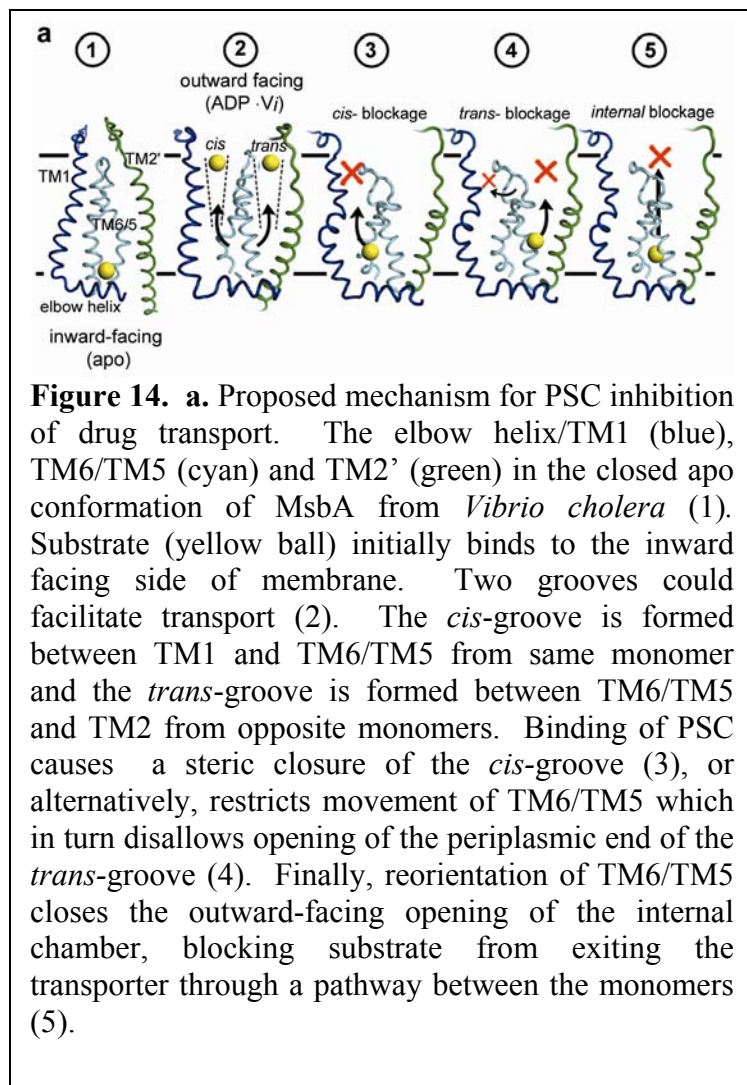 a
1 2 3 4 5
outward facing
(ADP ·Vi)
cis- blockage trans- blockage internal blockage
cis trans
TM1 TM2'
TM6/5
elbow helix
inward-facing
(apo)
Figure 14. a. Proposed mechanism for PSC inhibition
of drug transport. The elbow helix/TM1 (blue),
TM6/TM5 (cyan) and TM2’ (green) in the closed apo
conformation of MsbA from Vibrio cholera (1).
Substrate (yellow ball) initially binds to the inward
facing side of membrane. Two grooves could
facilitate transport (2). The cis-groove is formed
between TM1 and TM6/TM5 from same monomer
and the trans-groove is formed between TM6/TM5
and TM2 from opposite monomers. Binding of PSC
causes a steric closure of the cis-groove (3), or
alternatively, restricts movement of TM6/TM5 which
in turn disallows opening of the periplasmic end of the
trans-groove (4). Finally, reorientation of TM6/TM5
closes the outward-facing opening of the internal
chamber, blocking substrate from exiting the
transporter through a pathway between the monomers
(5).